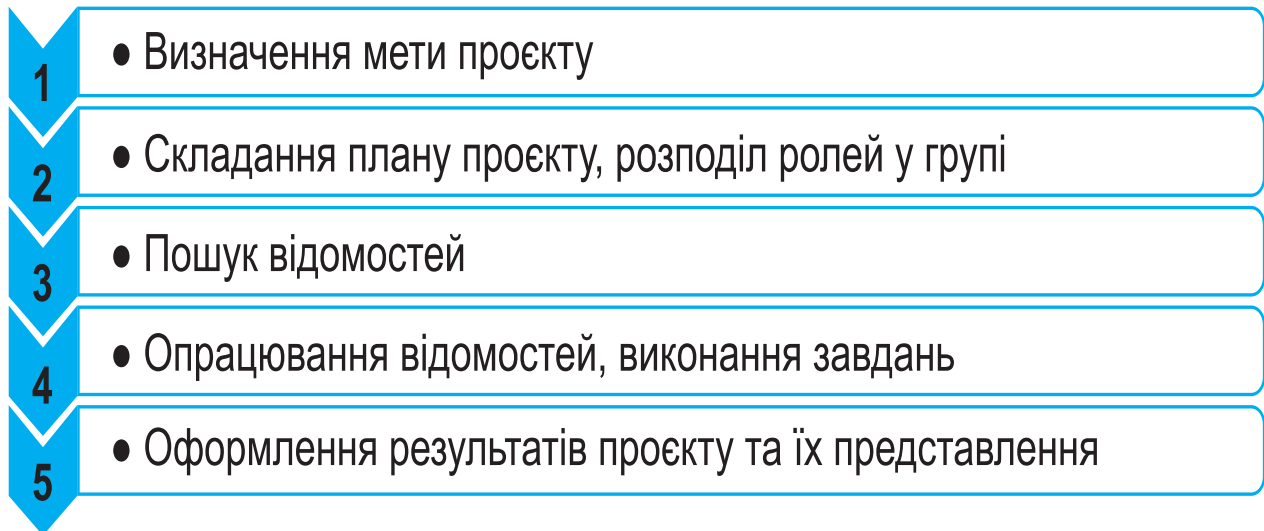 1 • Визначення мети проєкту
2 • Складання плану проєкту, розподіл ролей у групі
3 • Пошук відомостей
4 • Опрацювання відомостей, виконання завдань
5 • Оформлення результатів проєкту та їх представлення